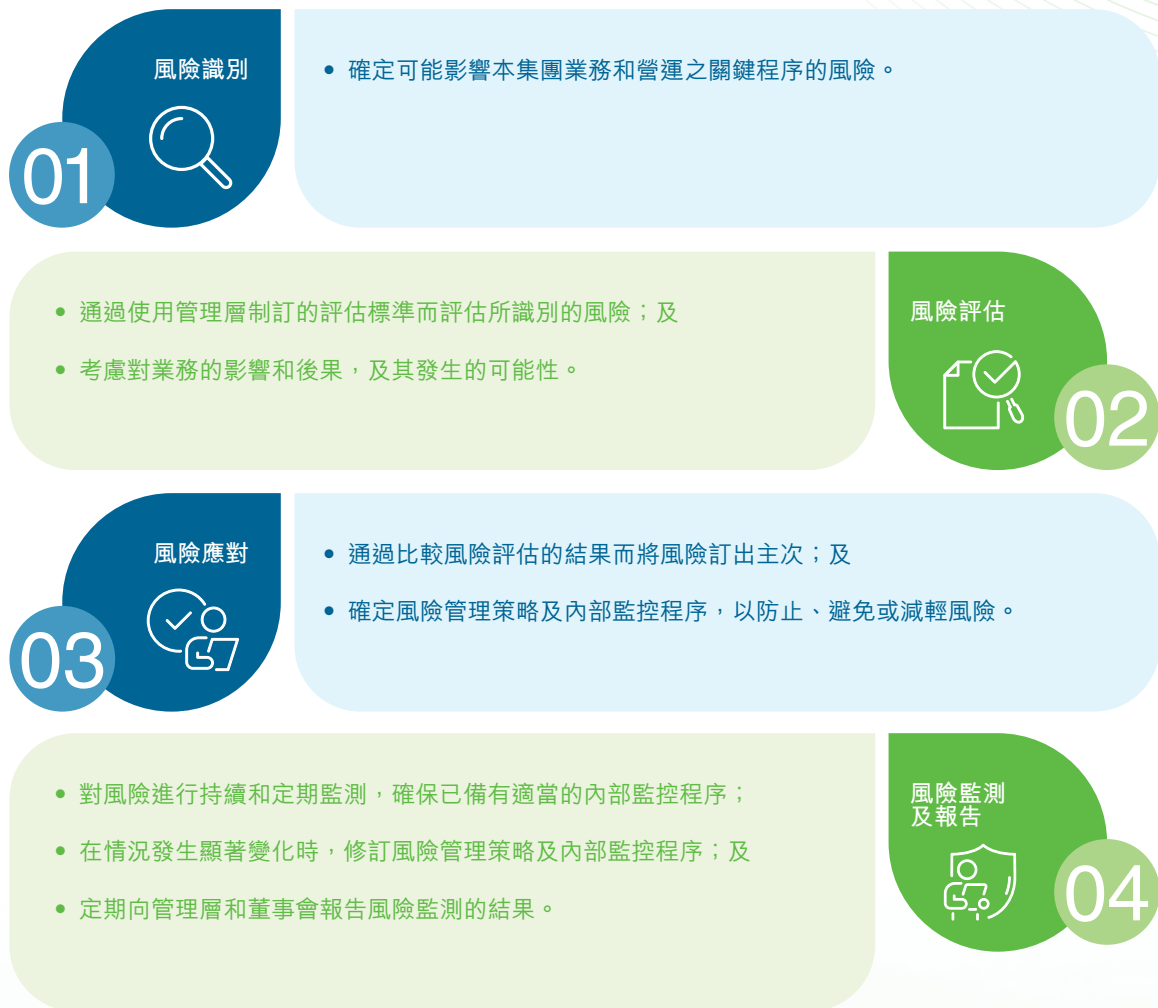 風險識別
01
• 確定可能影響本集團業務和營運之關鍵程序的風險。
• 通過使用管理層制訂的評估標準而評估所識別的風險；及
• 考慮對業務的影響和後果，及其發生的可能性。
風險評估
02
風險應對
03
• 通過比較風險評估的結果而將風險訂出主次；及
• 確定風險管理策略及內部監控程序，以防止、避免或減輕風險。
• 對風險進行持續和定期監測，確保已備有適當的內部監控程序；
• 在情況發生顯著變化時，修訂風險管理策略及內部監控程序；及
• 定期向管理層和董事會報告風險監測的結果。
風險監測
及報告
04